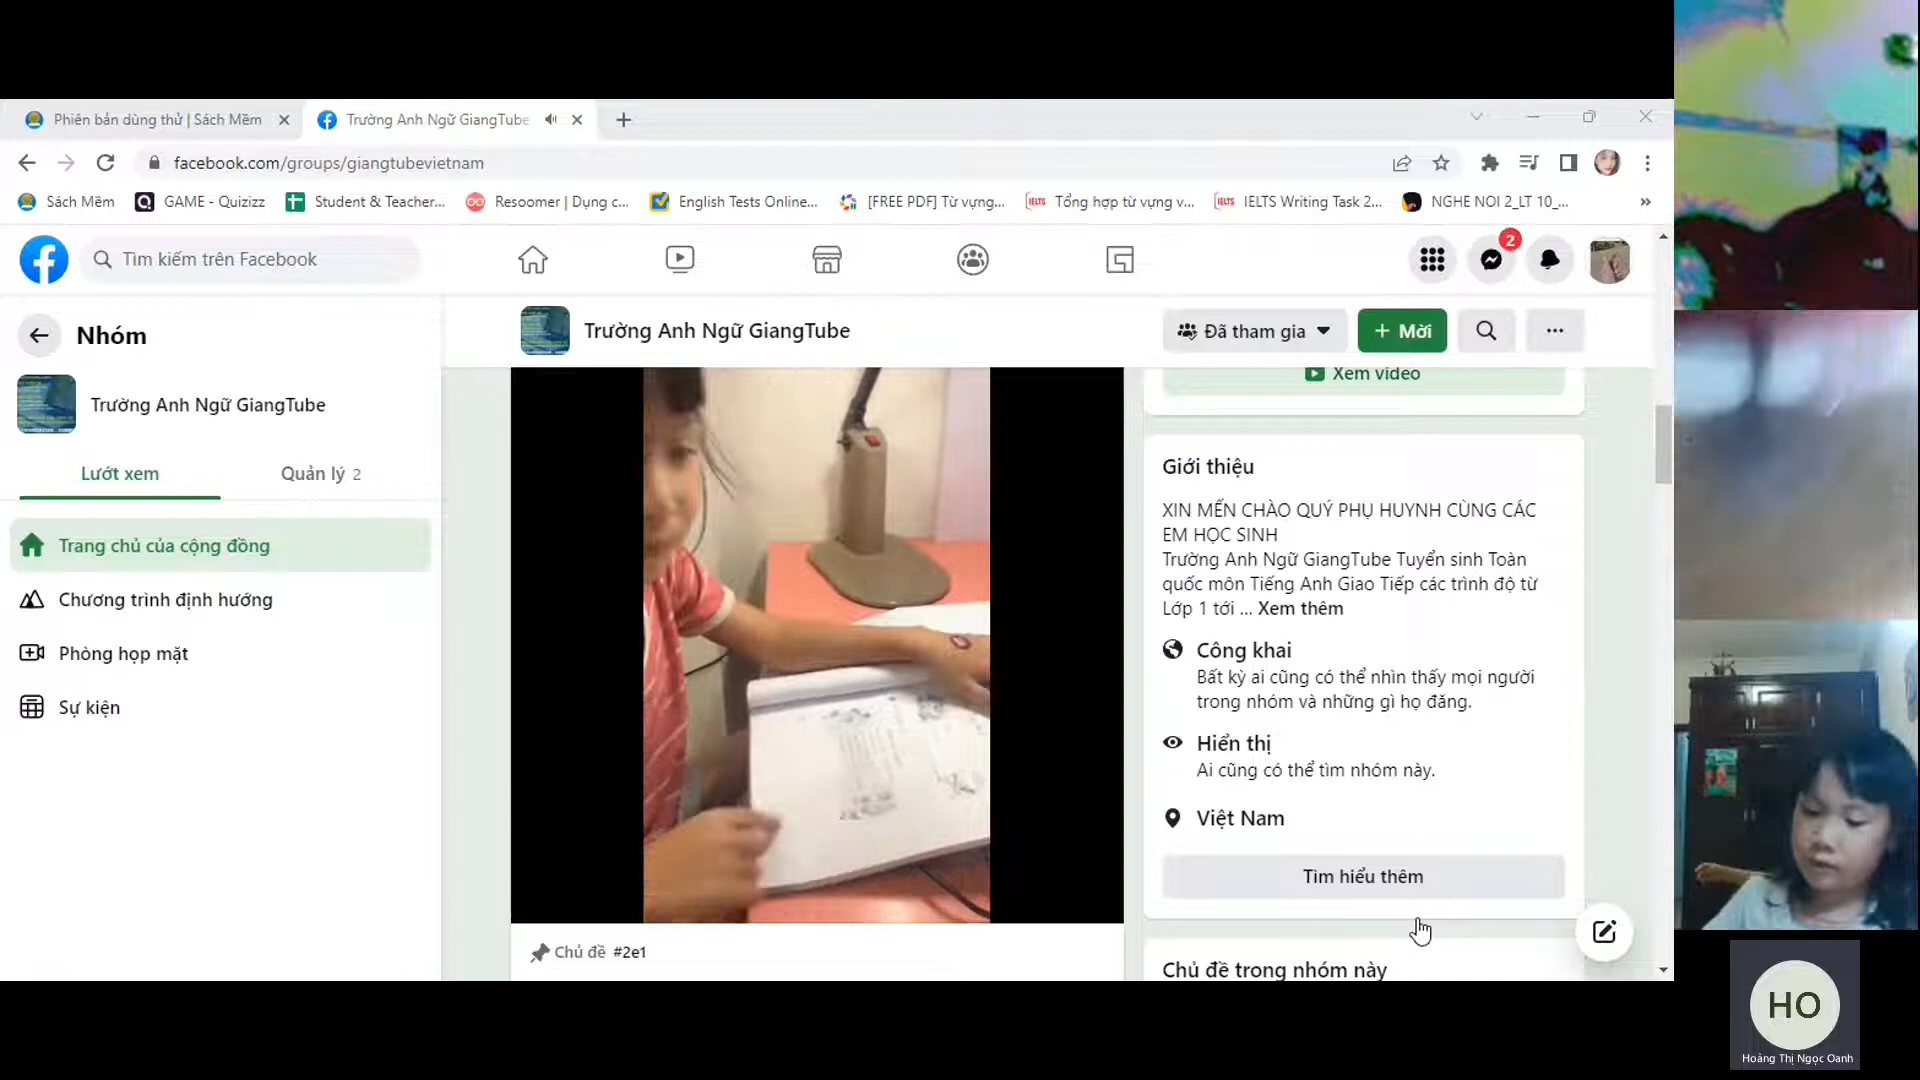 Phiên bản dùng thử | Sách Mềm
Trường Anh Ngữ GiangTube
facebook.com/groups/giangtubevietnam
Sách Mềm
GAME - Quizizz
Student & Teacher...
Resoomer | Dụng c...
English Tests Online...
[FREE PDF] Từ vựng...
IELTS
Tổng hợp từ vựng v...
IELTS
IELTS Writing Task 2...
NGHE NOI 2_LT 10_...
»
Tìm kiếm trên Facebook
2
Nhóm
Trường Anh Ngữ GiangTube
Đã tham gia
+ Mời
Xem video
Trường Anh Ngữ GiangTube
Lướt xem
Quản lý 2
Trang chủ của cộng đồng
Chương trình định hướng
Phòng họp mặt
Sự kiện
Giới thiệu
XIN MẾN CHÀO QUÝ PHỤ HUYNH CÙNG CÁC
EM HỌC SINH
Trường Anh Ngữ GiangTube Tuyển sinh Toàn
quốc môn Tiếng Anh Giao Tiếp các trình độ từ
Lớp 1 tới ... Xem thêm
Công khai
Bất kỳ ai cũng có thể nhìn thấy mọi người
trong nhóm và những gì họ đăng.
Hiển thị
Ai cũng có thể tìm nhóm này.
Việt Nam
Tìm hiểu thêm
Chủ đề #2e1
Chủ đề trong nhóm này
HO
Hoàng Thị Ngọc Oanh